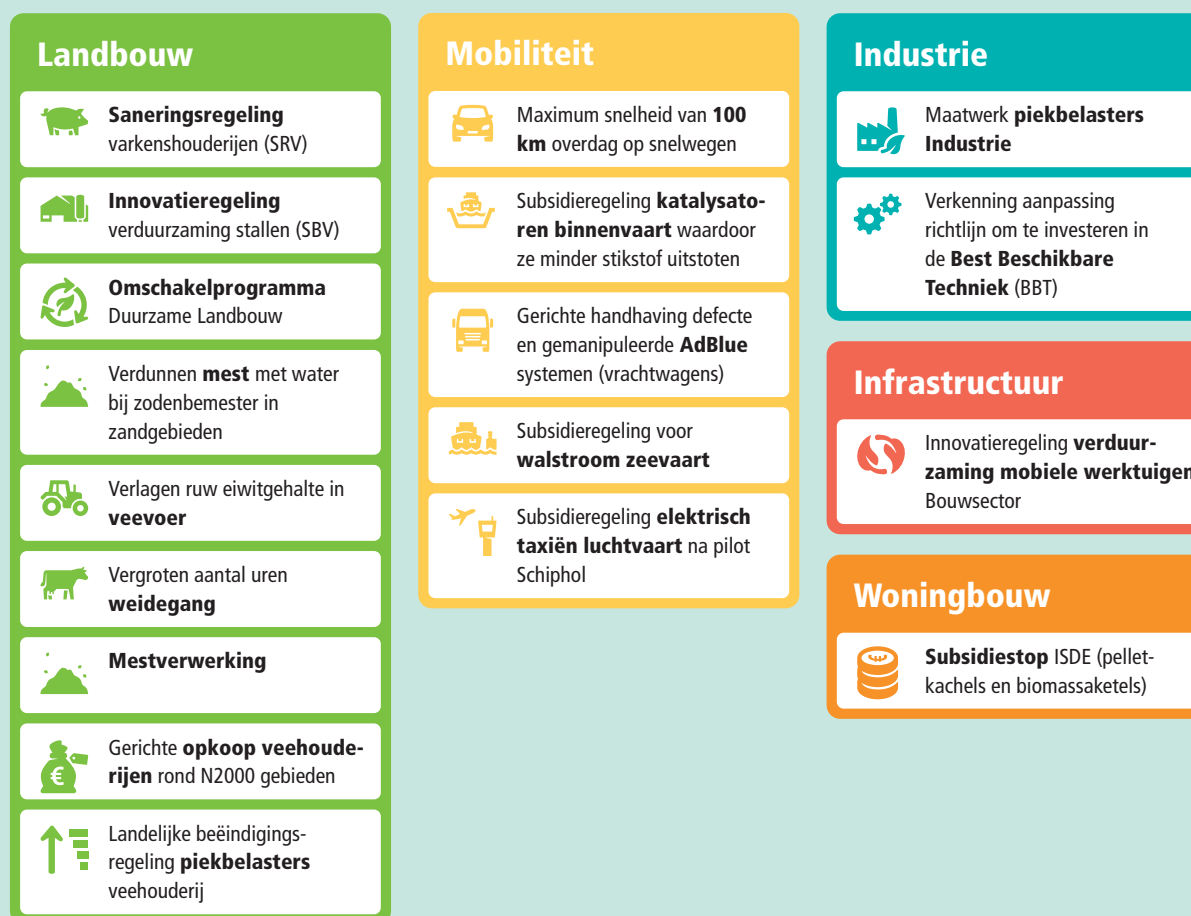 Landbouw
Saneringsregeling
varkenshouderijen (SRV)
Innovatieregeling
verduurzaming stallen (SBV)
Omschakelprogramma
Duurzame Landbouw
Verdunnen mest met water
bij zodenbemester in
zandgebieden
Verlagen ruw eiwitgehalte in
veevoer
Vergroten aantal uren
weidegang
Mestverwerking
€
Gerichte opkoop veehoude-
rijen rond N2000 gebieden
Landelijke beëindigings-
regeling piekbelasters
veehouderij
Mobiliteit
Maximum snelheid van 100
km overdag op snelwegen
Subsidieregeling katalysato-
ren binnenvaart waardoor
ze minder stikstof uitstoten
Gerichte handhaving defecte
en gemanipuleerde AdBlue
systemen (vrachtwagens)
Subsidieregeling voor
walstroom zeevaart
Subsidieregeling elektrisch
taxiën luchtvaart na pilot
Schiphol
Industrie
Maatwerk piekbelasters
Industrie
Verkenning aanpassing
richtlijn om te investeren in
de Best Beschikbare
Techniek (BBT)
Infrastructuur
Innovatieregeling verduur-
zaming mobiele werktuigen
Bouwsector
Woningbouw
Subsidiestop ISDE (pellet-
kachels en biomassaketels)